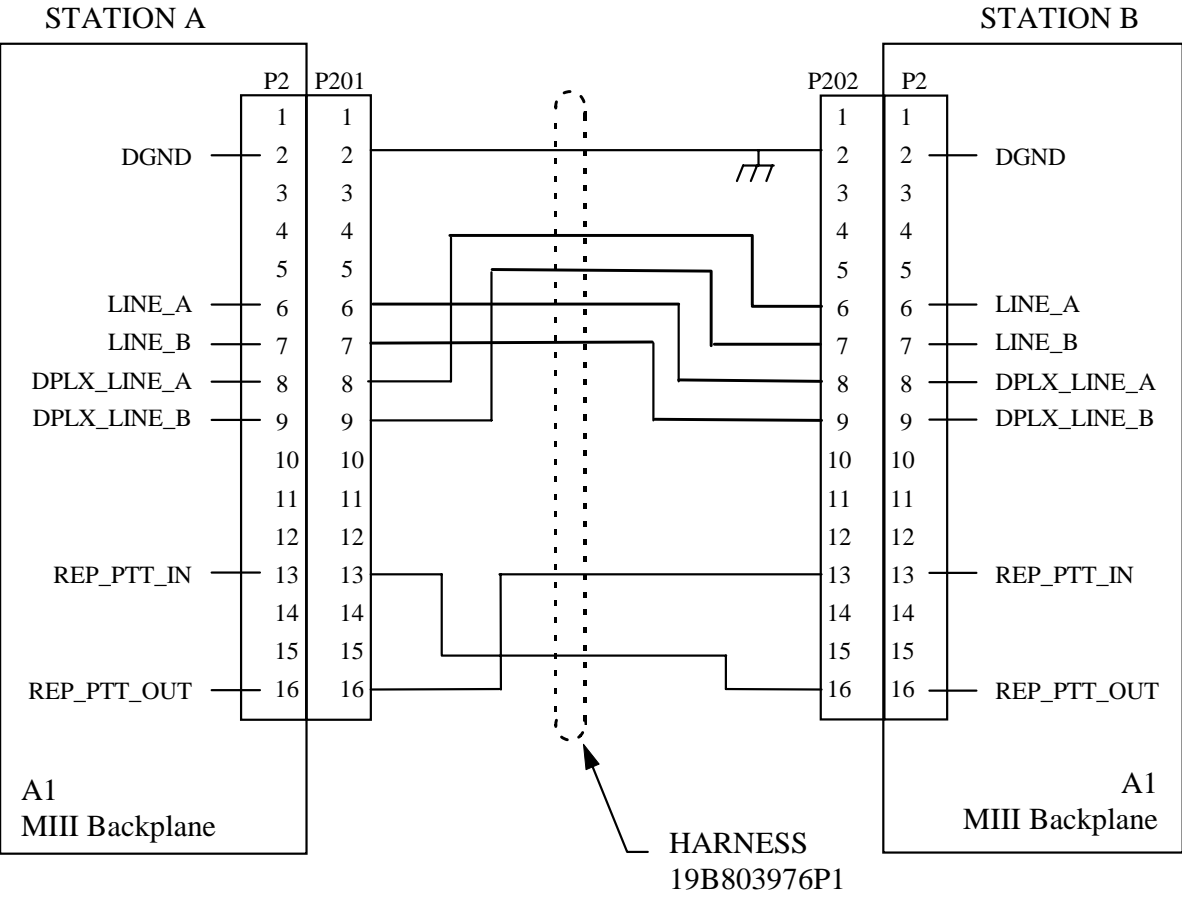 STATION A STATION B
P2 P201 P202 P2
1 1 1 1
DGND 2 2 2 2 DGND
3 3 3 3
4 4 4 4
5 5 5 5
LINE_A 6 6 6 6 LINE_A
LINE_B 7 7 7 7 LINE_B
DPLX_LINE_A 8 8 8 8 DPLX_LINE_A
DPLX_LINE_B 9 9 9 9 DPLX_LINE_B
10 10 10 10
11 11 11 11
12 12 12 12
REP_PTT_IN 13 13 13 13 REP_PTT_IN
14 14 14 14
15 15 15 15
REP_PTT_OUT 16 16 16 16 REP_PTT_OUT
A1 A1
MIII Backplane MIII Backplane
HARNESS
19B803976P1